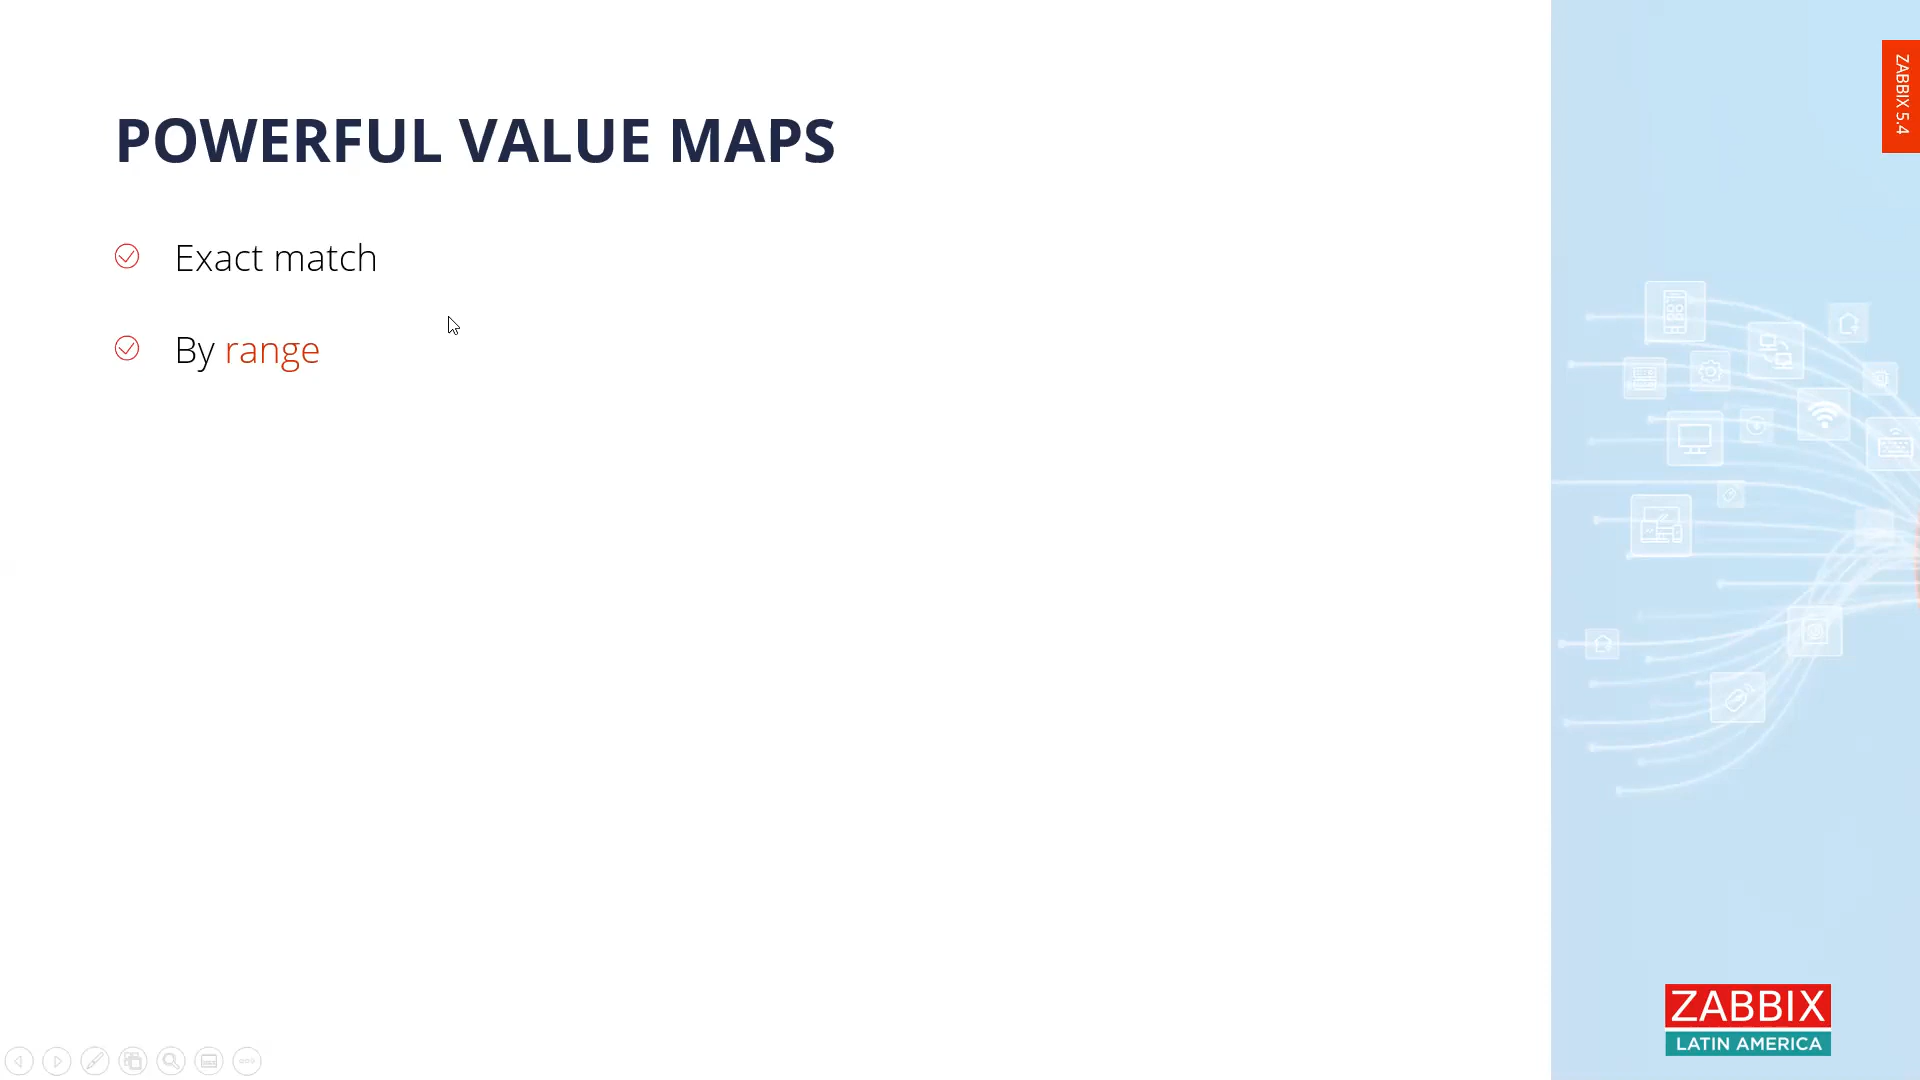 POWERFUL VALUE MAPS
Exact match
By range
ZABBIX 5.4
ZABBIX
LATIN AMERICA